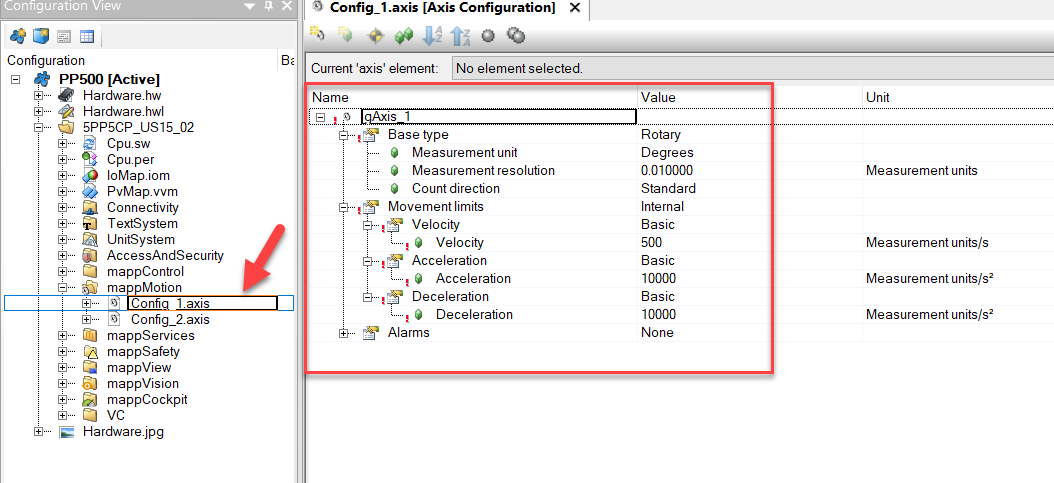 Configuration View
Configuration
Ba
PP500 [Active]
Hardware.hw
Hardware.hwl
5PP5CP_US15_02
Cpu.sw
Cpu.per
IoMap.iom
PvMap.vvm
Connectivity
TextSystem
UnitSystem
AccessAndSecurity
mappControl
mappMotion
Config_1.axis
Config_2.axis
mappServices
mappSafety
mappView
mappVision
mappCockpit
VC
Hardware.jpg
Config_1.axis [Axis Configuration]
Current 'axis' element: No element selected.
Name Value Unit
gAxis_1
Base type Rotary
Measurement unit Degrees
Measurement resolution 0.010000 Measurement units
Count direction Standard
Movement limits Internal
Velocity Basic
Velocity 500 Measurement units/s
Acceleration Basic
Acceleration 10000 Measurement units/s²
Deceleration Basic
Deceleration 10000 Measurement units/s²
Alarms None